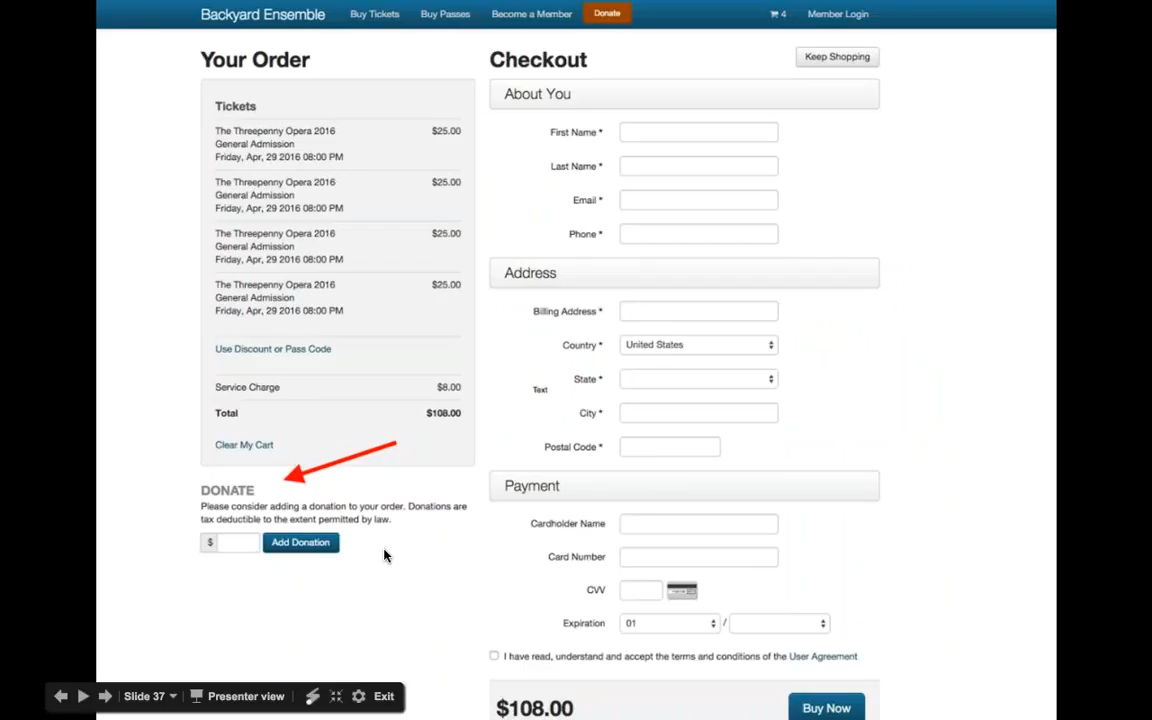 Backyard Ensemble Buy Tickets Buy Passes Become a Member Donate 4 Member Login
Your Order
Tickets
The Threepenny Opera 2016 $25.00
General Admission
Friday, Apr, 29 2016 08:00 PM
The Threepenny Opera 2016 $25.00
General Admission
Friday, Apr, 29 2016 08:00 PM
The Threepenny Opera 2016 $25.00
General Admission
Friday, Apr, 29 2016 08:00 PM
The Threepenny Opera 2016 $25.00
General Admission
Friday, Apr, 29 2016 08:00 PM
Use Discount or Pass Code
Service Charge $8.00
Total $108.00
Clear My Cart
DONATE
Please consider adding a donation to your order. Donations are
tax deductible to the extent permitted by law.
$ Add Donation
Checkout Keep Shopping
About You
First Name *
Last Name *
Email *
Phone *
Address
Billing Address *
Country * United States
State *
Text
City *
Postal Code *
Payment
Cardholder Name
Card Number
CVV
Expiration 01 /
I have read, understand and accept the terms and conditions of the User Agreement
$108.00 Buy Now
Slide 37 Presenter view Exit